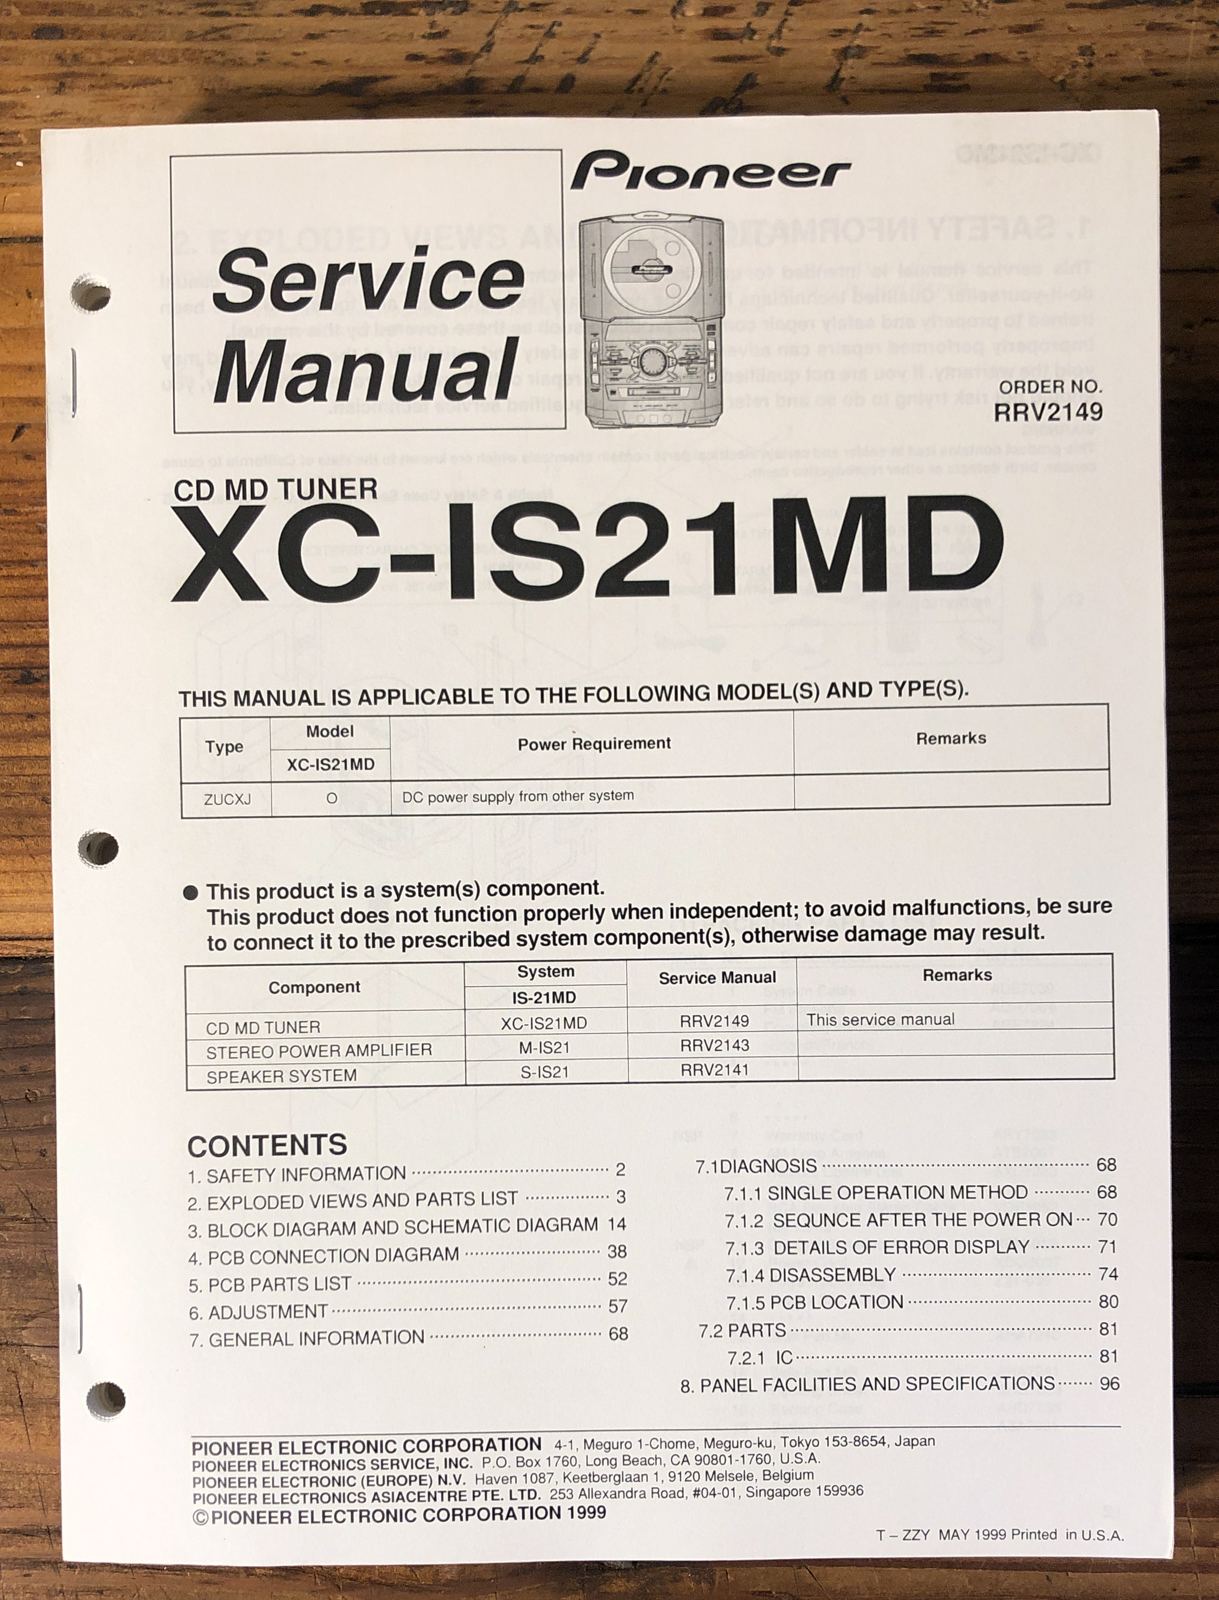 Pioneer
Service
Manual
ORDER NO.
RRV2149
CD MD TUNER
XC-IS21MD
THIS MANUAL IS APPLICABLE TO THE FOLLOWING MODEL(S) AND TYPE(S).
Type Model Power Requirement Remarks
XC-IS21MD
ZUCXJ O DC power supply from other system
● This product is a system(s) component.
This product does not function properly when independent; to avoid malfunctions, be sure
to connect it to the prescribed system component(s), otherwise damage may result.
Component System Service Manual Remarks
IS-21MD
CD MD TUNER XC-IS21MD RRV2149 This service manual
STEREO POWER AMPLIFIER M-IS21 RRV2143
SPEAKER SYSTEM S-IS21 RRV2141
CONTENTS
1. SAFETY INFORMATION 2
2. EXPLODED VIEWS AND PARTS LIST 3
3. BLOCK DIAGRAM AND SCHEMATIC DIAGRAM 14
4. PCB CONNECTION DIAGRAM 38
5. PCB PARTS LIST 52
6. ADJUSTMENT 57
7. GENERAL INFORMATION 68
7.1DIAGNOSIS 68
7.1.1 SINGLE OPERATION METHOD 68
7.1.2 SEQUNCE AFTER THE POWER ON 70
7.1.3 DETAILS OF ERROR DISPLAY 71
7.1.4 DISASSEMBLY 74
7.1.5 PCB LOCATION 80
7.2 PARTS 81
7.2.1 IC 81
8. PANEL FACILITIES AND SPECIFICATIONS 96
PIONEER ELECTRONIC CORPORATION 4-1, Meguro 1-Chome, Meguro-ku, Tokyo 153-8654, Japan
PIONEER ELECTRONICS SERVICE, INC. P.O. Box 1760, Long Beach, CA 90801-1760, U.S.A.
PIONEER ELECTRONIC (EUROPE) N.V. Haven 1087, Keetberglaan 1, 9120 Melsele, Belgium
PIONEER ELECTRONICS ASIACENTRE PTE. LTD. 253 Allexandra Road, #04-01, Singapore 159936
©PIONEER ELECTRONIC CORPORATION 1999
T – ZZY MAY 1999 Printed in U.S.A.